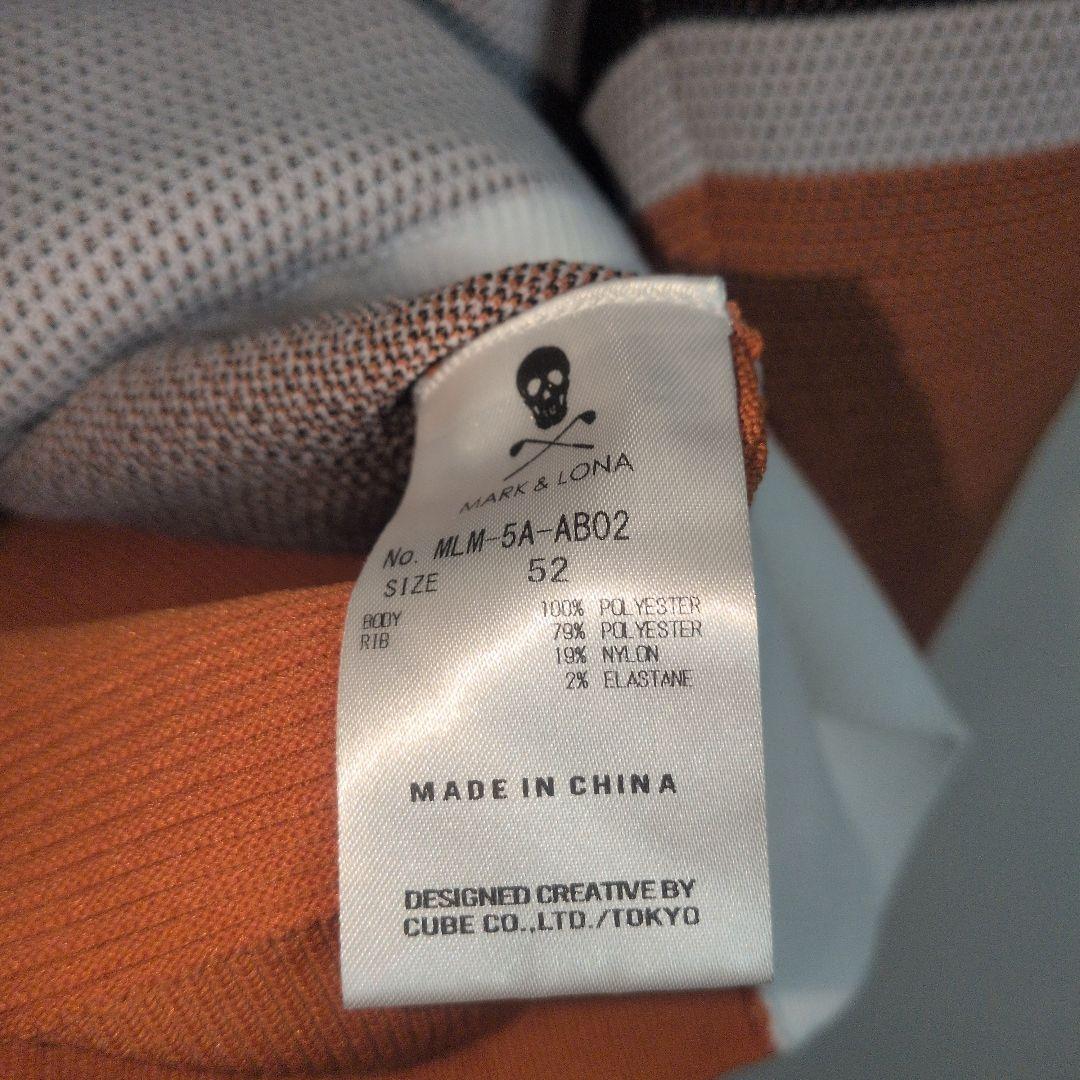 MARK & LONA
No. MLM-5A-AB02
SIZE 52
BODY 100% POLYESTER
RIB 79% POLYESTER
19% NYLON
2% ELASTANE
MADE IN CHINA
DESIGNED CREATIVE BY
CUBE CO.,LTD./TOKYO